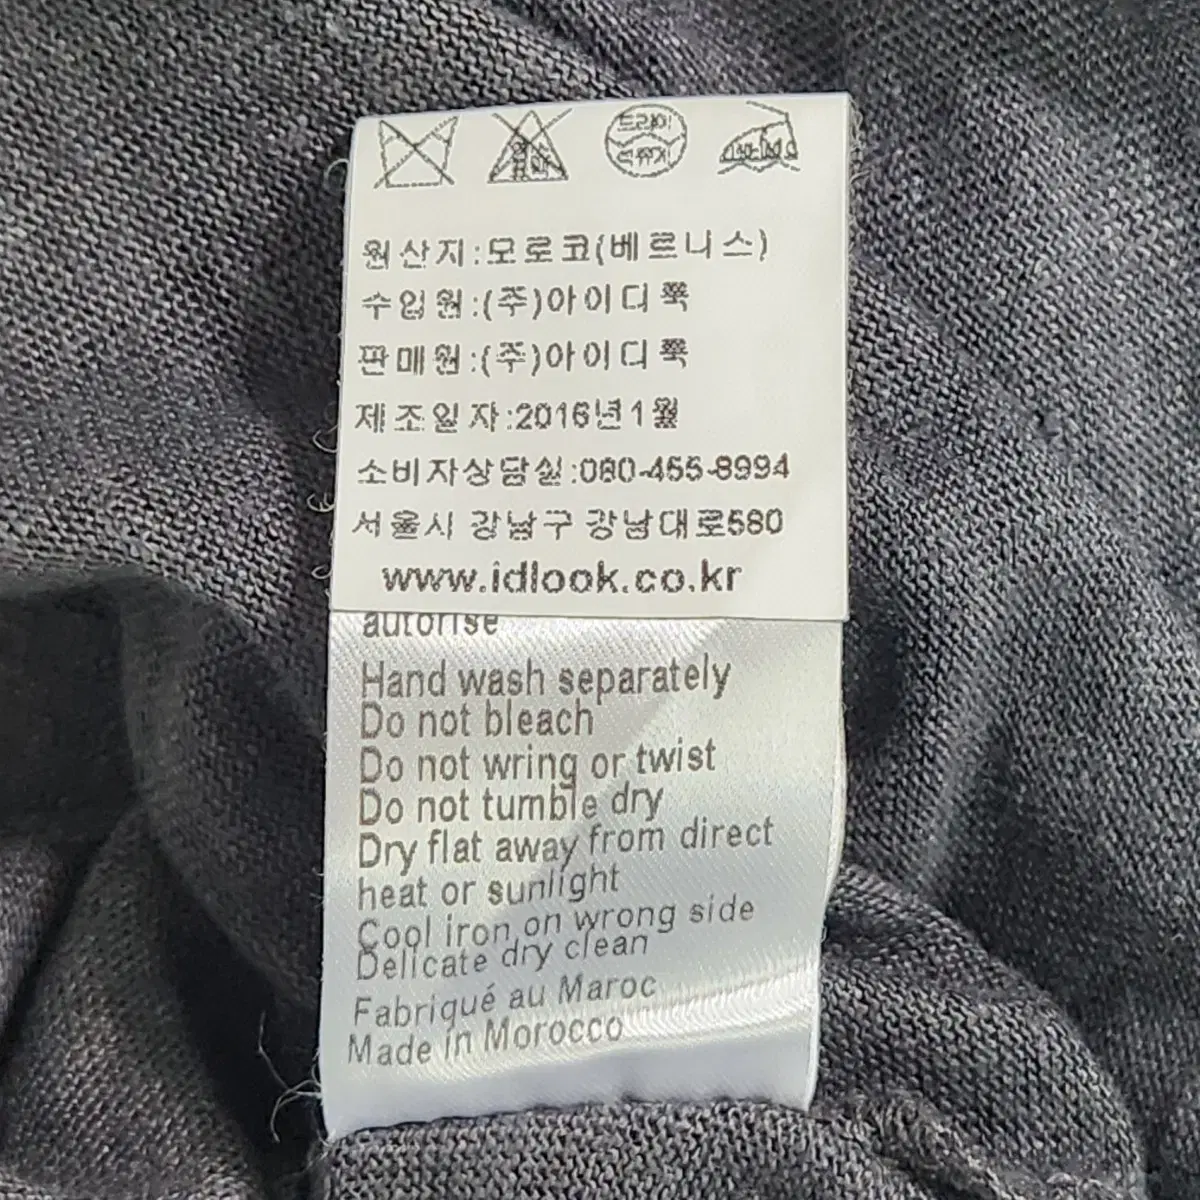 드라이
석유계
원산지:모로코(베르니스)
수입원:(주)아이디룩
판매원:(주)아이디룩
제조일자:2016년1월
소비자상담실:080-455-8994
서울시 강남구 강남대로580
www.idlook.co.kr
autorisé
Hand wash separately
Do not bleach
Do not wring or twist
Do not tumble dry
Dry flat away from direct
heat or sunlight
Cool iron on wrong side
Delicate dry clean
Fabriqué au Maroc
Made in Morocco